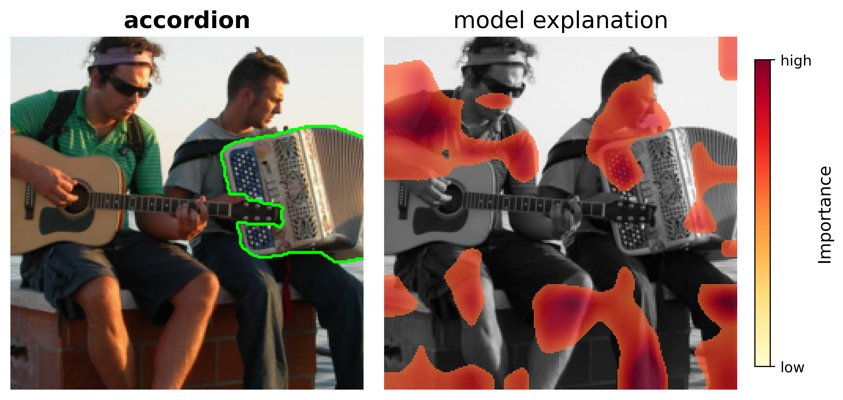 accordion
model explanation
high
Importance
low